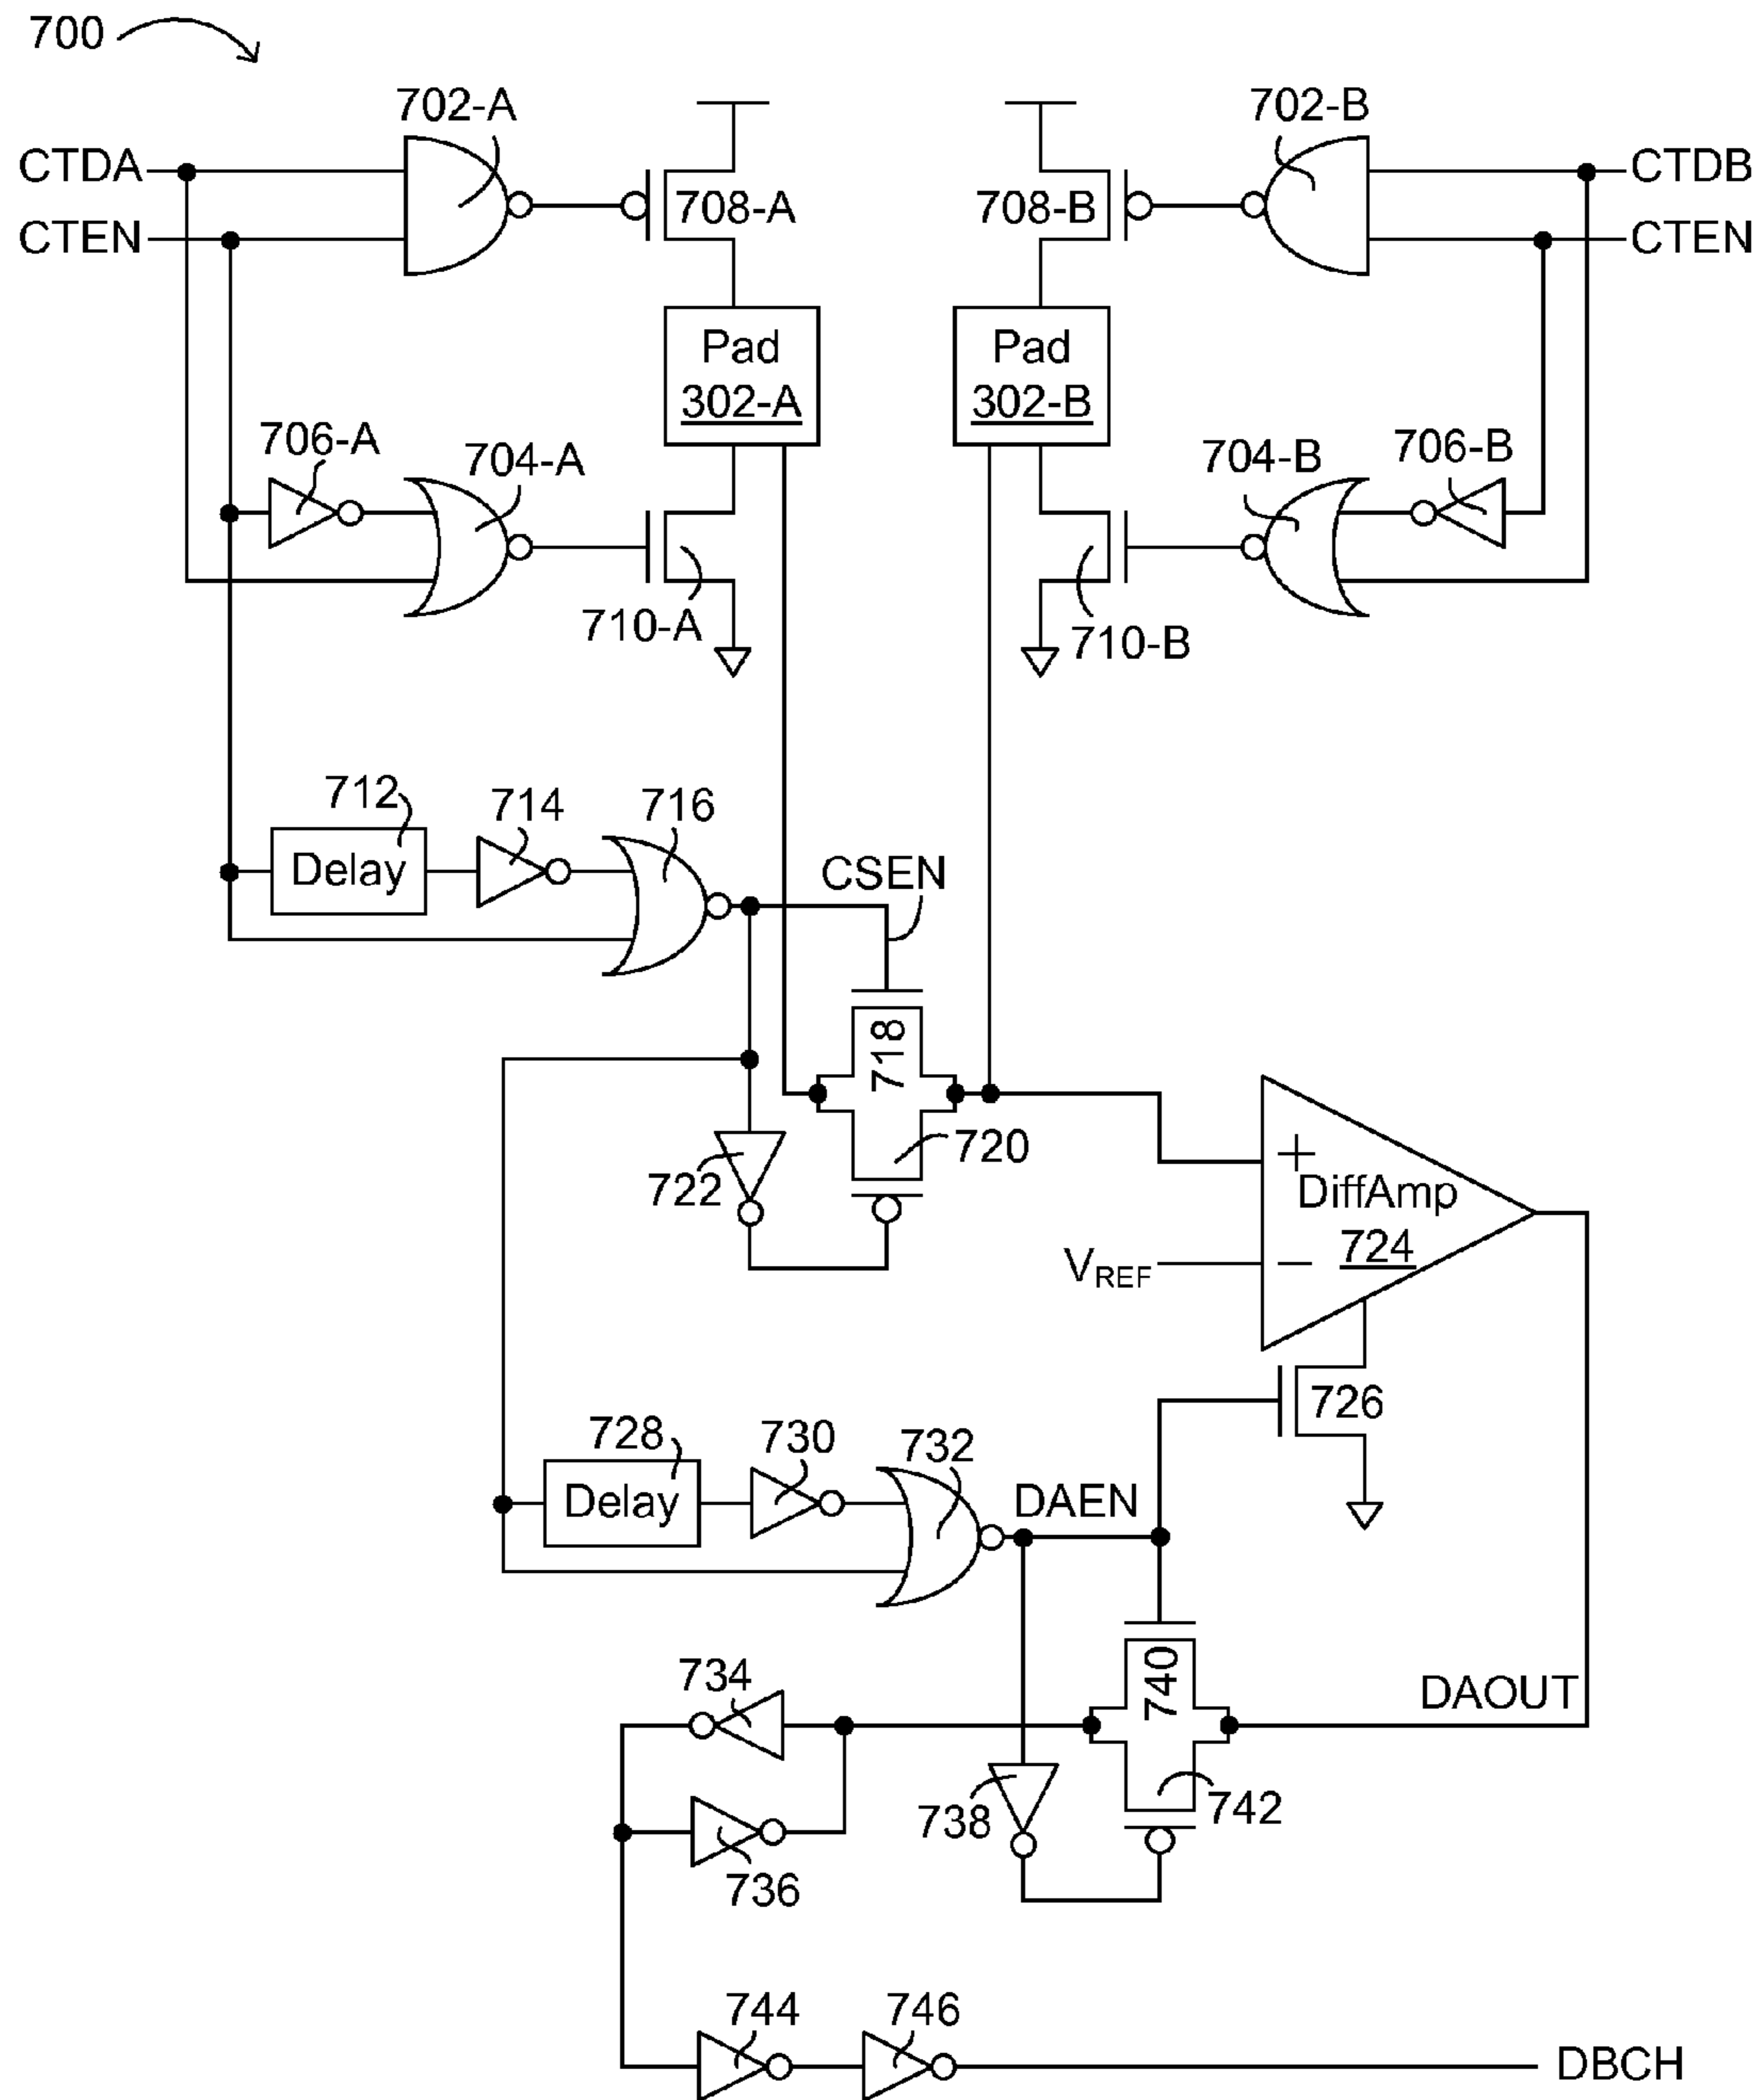 700
702-A
702-B
CTDA
CTDB
708-A
708-B
CTEN
CTEN
Pad
302-A
Pad
302-B
706-A
704-A
704-B
706-B
710-A
710-B
712
714
716
Delay
CSEN
718
720
722
+
DiffAmp
724
VREF
−
726
728
730
732
Delay
DAEN
734
740
DAOUT
738
742
736
744
746
DBCH